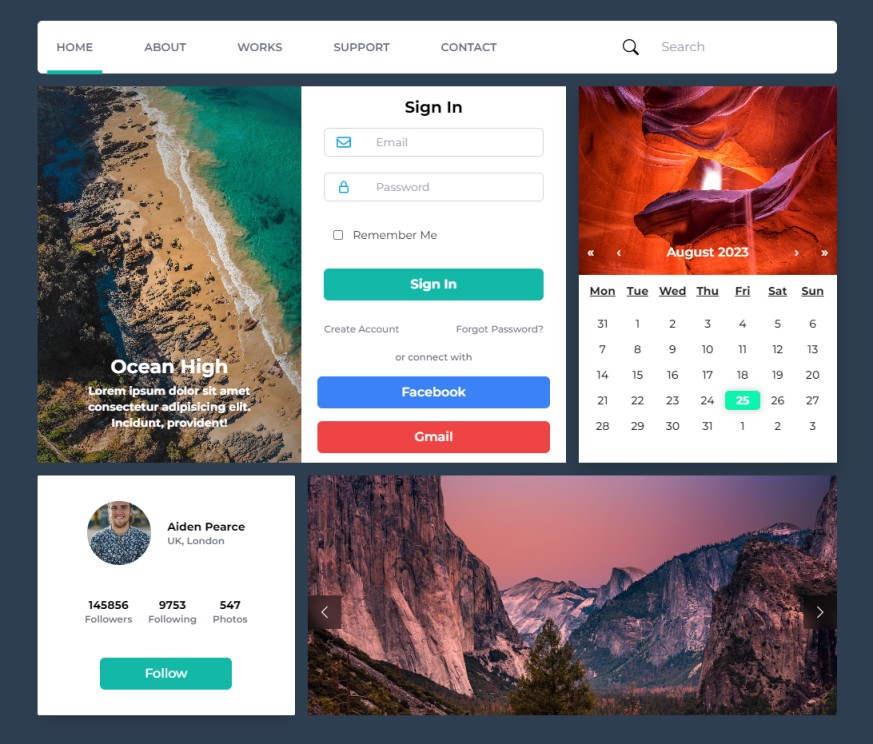 HOME ABOUT WORKS SUPPORT CONTACT Search
Ocean High
Lorem ipsum dolor sit amet
consectetur adipisicing elit.
Incidunt, provident!
Sign In
Email
Password
Remember Me
Sign In
Create Account Forgot Password?
or connect with
Facebook
Gmail
« ‹ August 2023 › »
Mon Tue Wed Thu Fri Sat Sun
31 1 2 3 4 5 6
7 8 9 10 11 12 13
14 15 16 17 18 19 20
21 22 23 24 25 26 27
28 29 30 31 1 2 3
Aiden Pearce
UK, London
145856 9753 547
Followers Following Photos
Follow